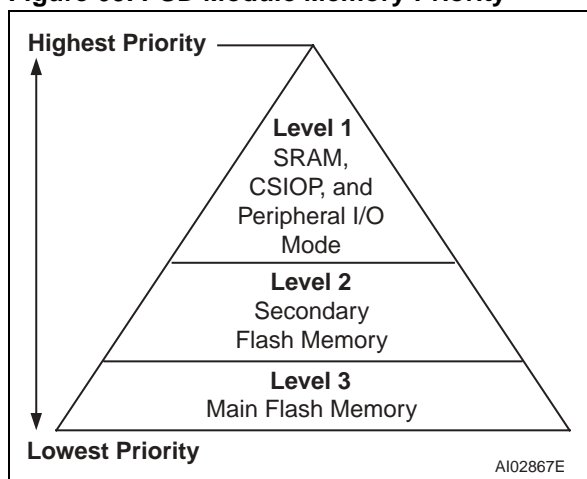 Figure PSD Module Memory Priority
Highest Priority
Level 1
SRAM,
CSIOP, and
Peripheral I/O
Mode
Level 2
Secondary
Flash Memory
Level 3
Main Flash Memory
Lowest Priority
AI02867E